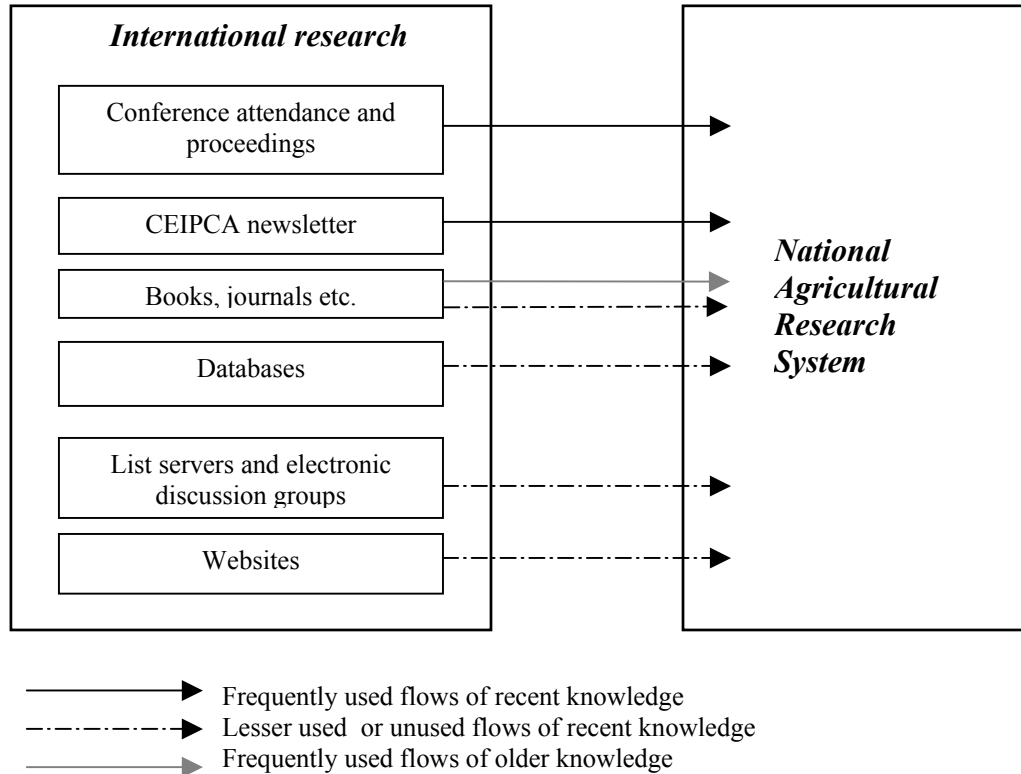 International research
Conference attendance and
proceedings
CEIPCA newsletter
Books, journals etc.
Databases
List servers and electronic
discussion groups
Websites
National
Agricultural
Research
System
Frequently used flows of recent knowledge
Lesser used or unused flows of recent knowledge
Frequently used flows of older knowledge